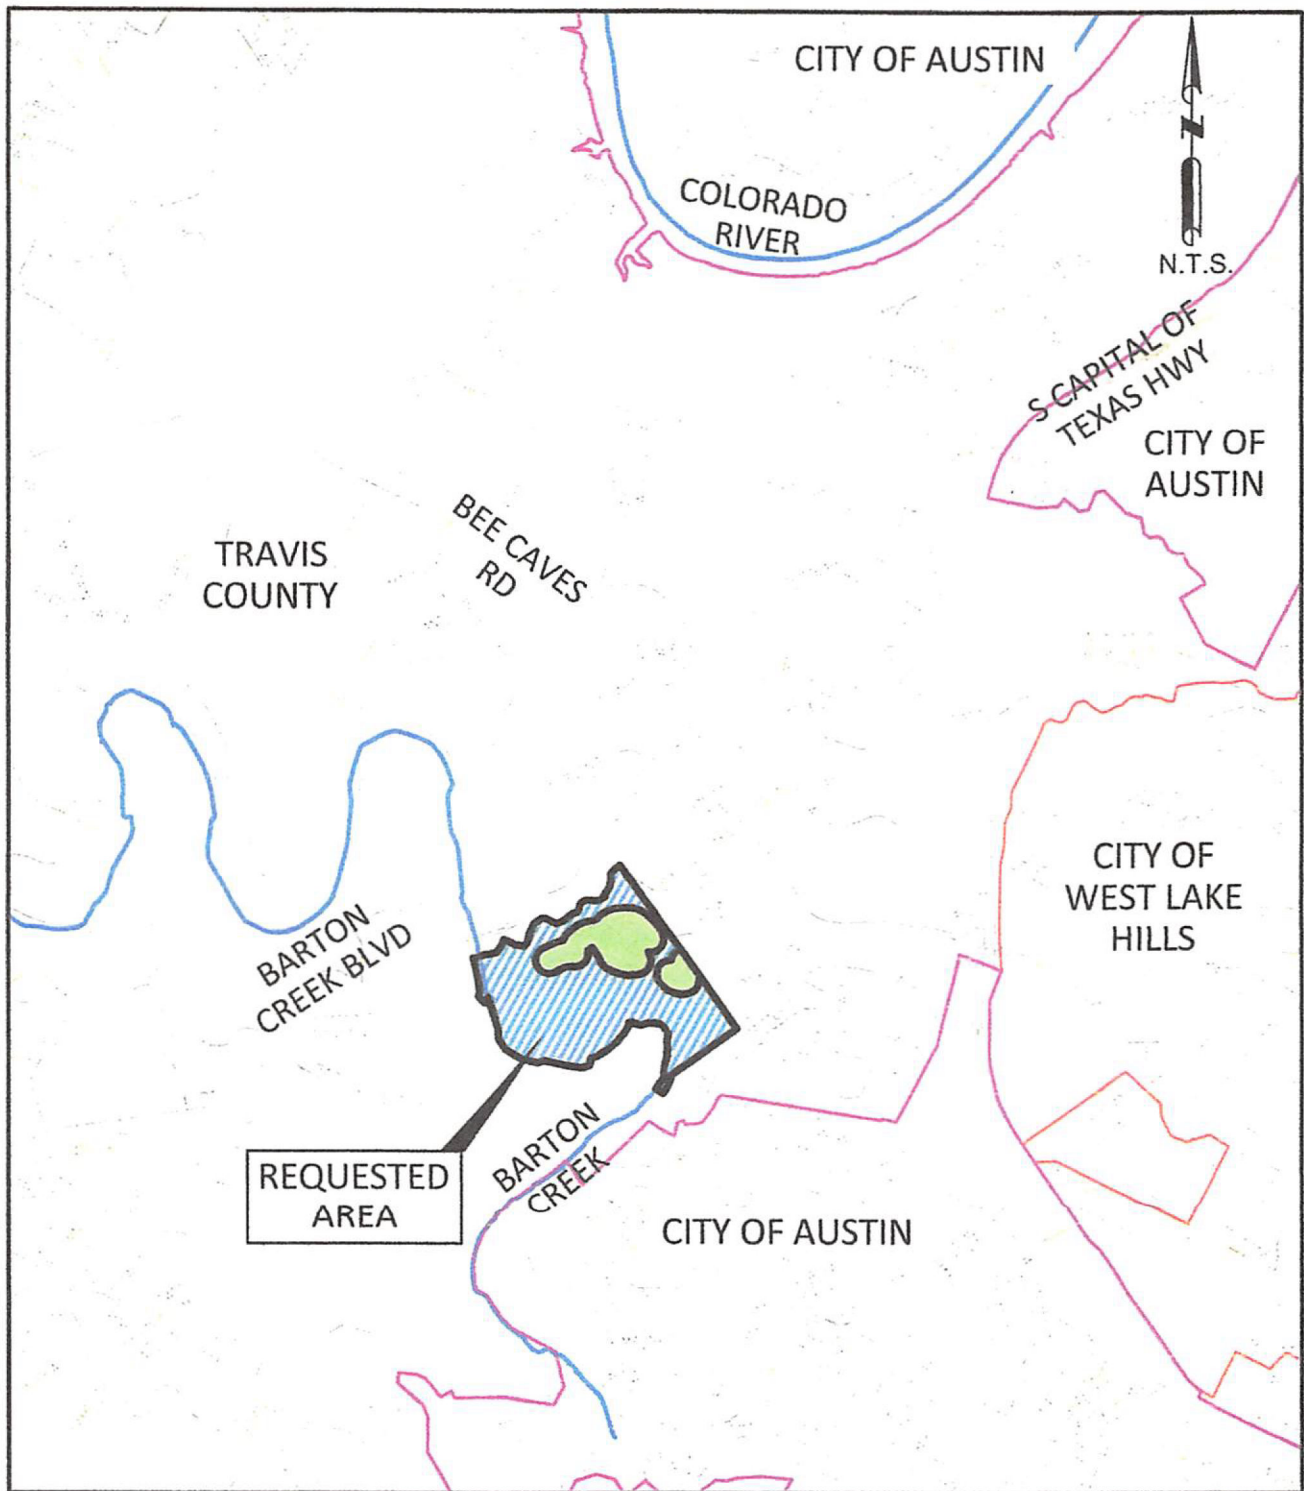 CITY OF AUSTIN
COLORADO
RIVER
N
N.T.S.
S CAPITAL OF
TEXAS HWY
CITY OF
AUSTIN
BEE CAVES
RD
TRAVIS
COUNTY
CITY OF
WEST LAKE
HILLS
BARTON
CREEK BLVD
BARTON
CREEK
REQUESTED
AREA
CITY OF AUSTIN